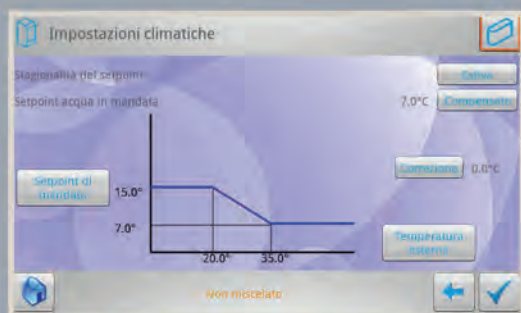 Impostazioni climatiche
Stagionalità del setpoint
Estivo
Setpoint acqua in mandata
7.0°C
Compensato
Correzione
0.0°C
Setpoint di mandata
15.0°
7.0°
20.0°
35.0°
Temperatura esterna
Non miscelato